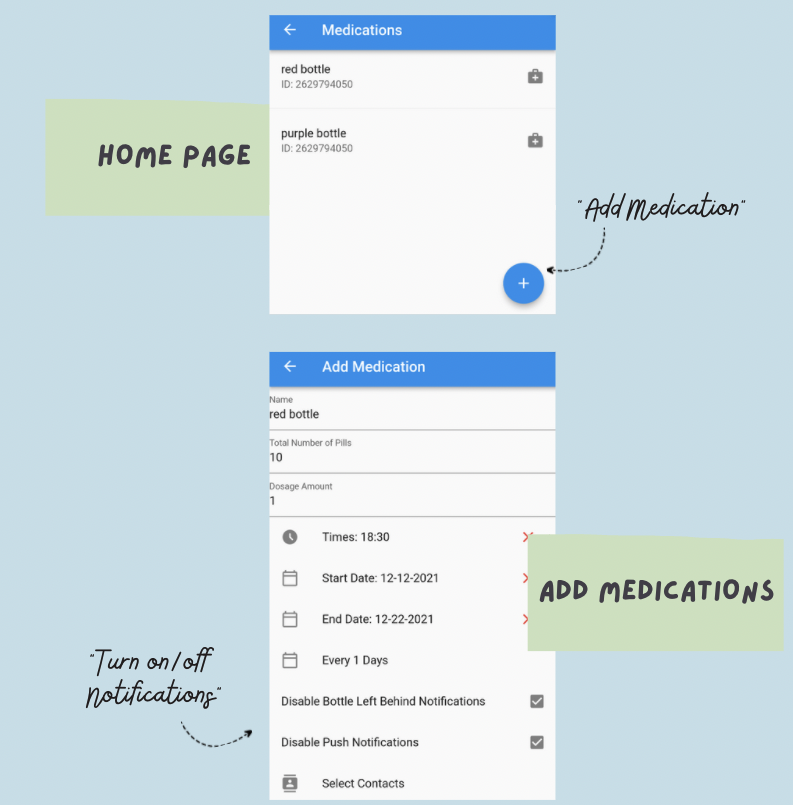 Medications
red bottle
ID: 2629794050
purple bottle
ID: 2629794050
HOME PAGE
"Add Medication"
+
Add Medication
Name
red bottle
Total Number of Pills
10
Dosage Amount
1
Times: 18:30
Start Date: 12-12-2021
End Date: 12-22-2021
Every 1 Days
Disable Bottle Left Behind Notifications
Disable Push Notifications
Select Contacts
ADD MEDICATIONS
"Turn on/off
Notifications"